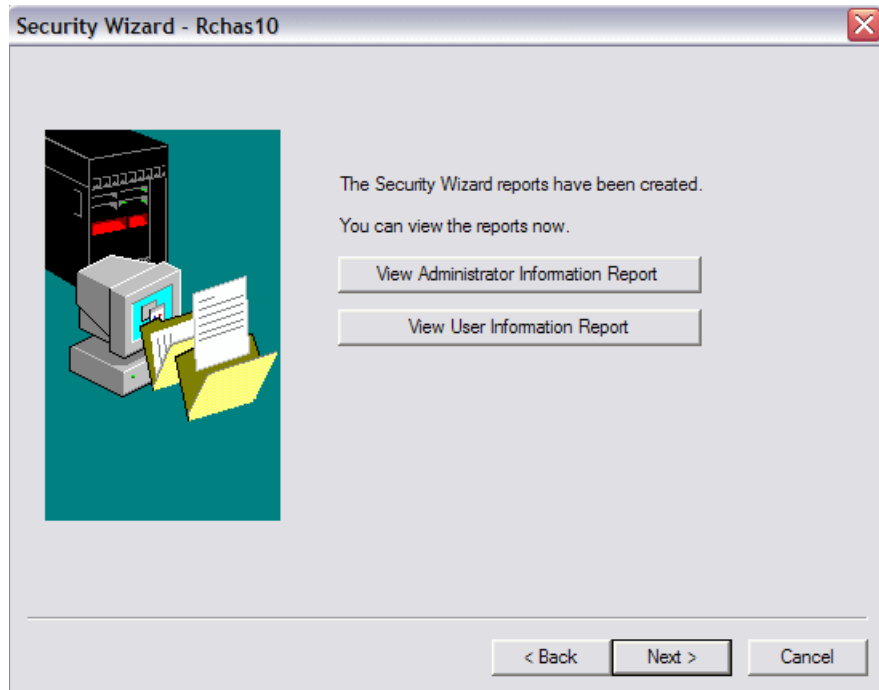 Security Wizard - Rchas10
The Security Wizard reports have been created.
You can view the reports now.
View Administrator Information Report
View User Information Report
< Back
Next >
Cancel